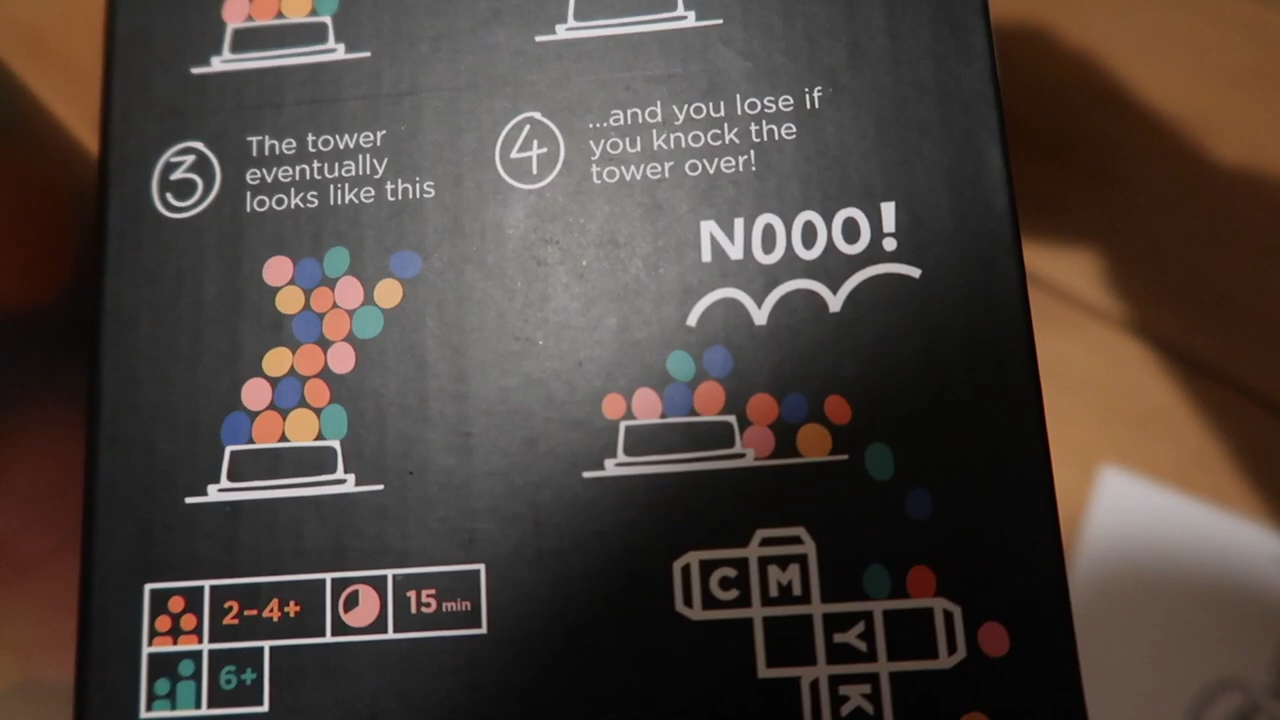 3
The tower
eventually
looks like this
4
...and you lose if
you knock the
tower over!
NOOO!
2-4+
15 min
6+
C M
Y
K